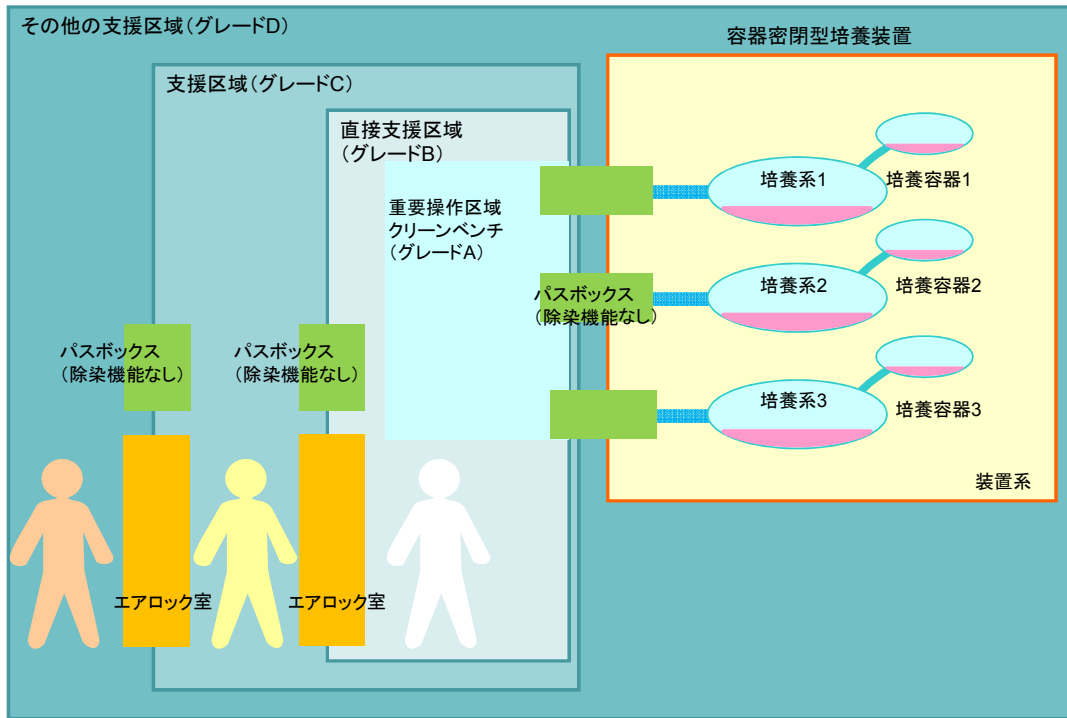 その他の支援区域(グレードD)
容器密閉型培養装置
支援区域(グレードC)
直接支援区域
(グレードB)
重要操作区域
クリーンベンチ
(グレードA)
培養系1
培養容器1
パスボックス
(除染機能なし)
培養系2
培養容器2
パスボックス
(除染機能なし)
パスボックス
(除染機能なし)
培養系3
培養容器3
装置系
エアロック室
エアロック室